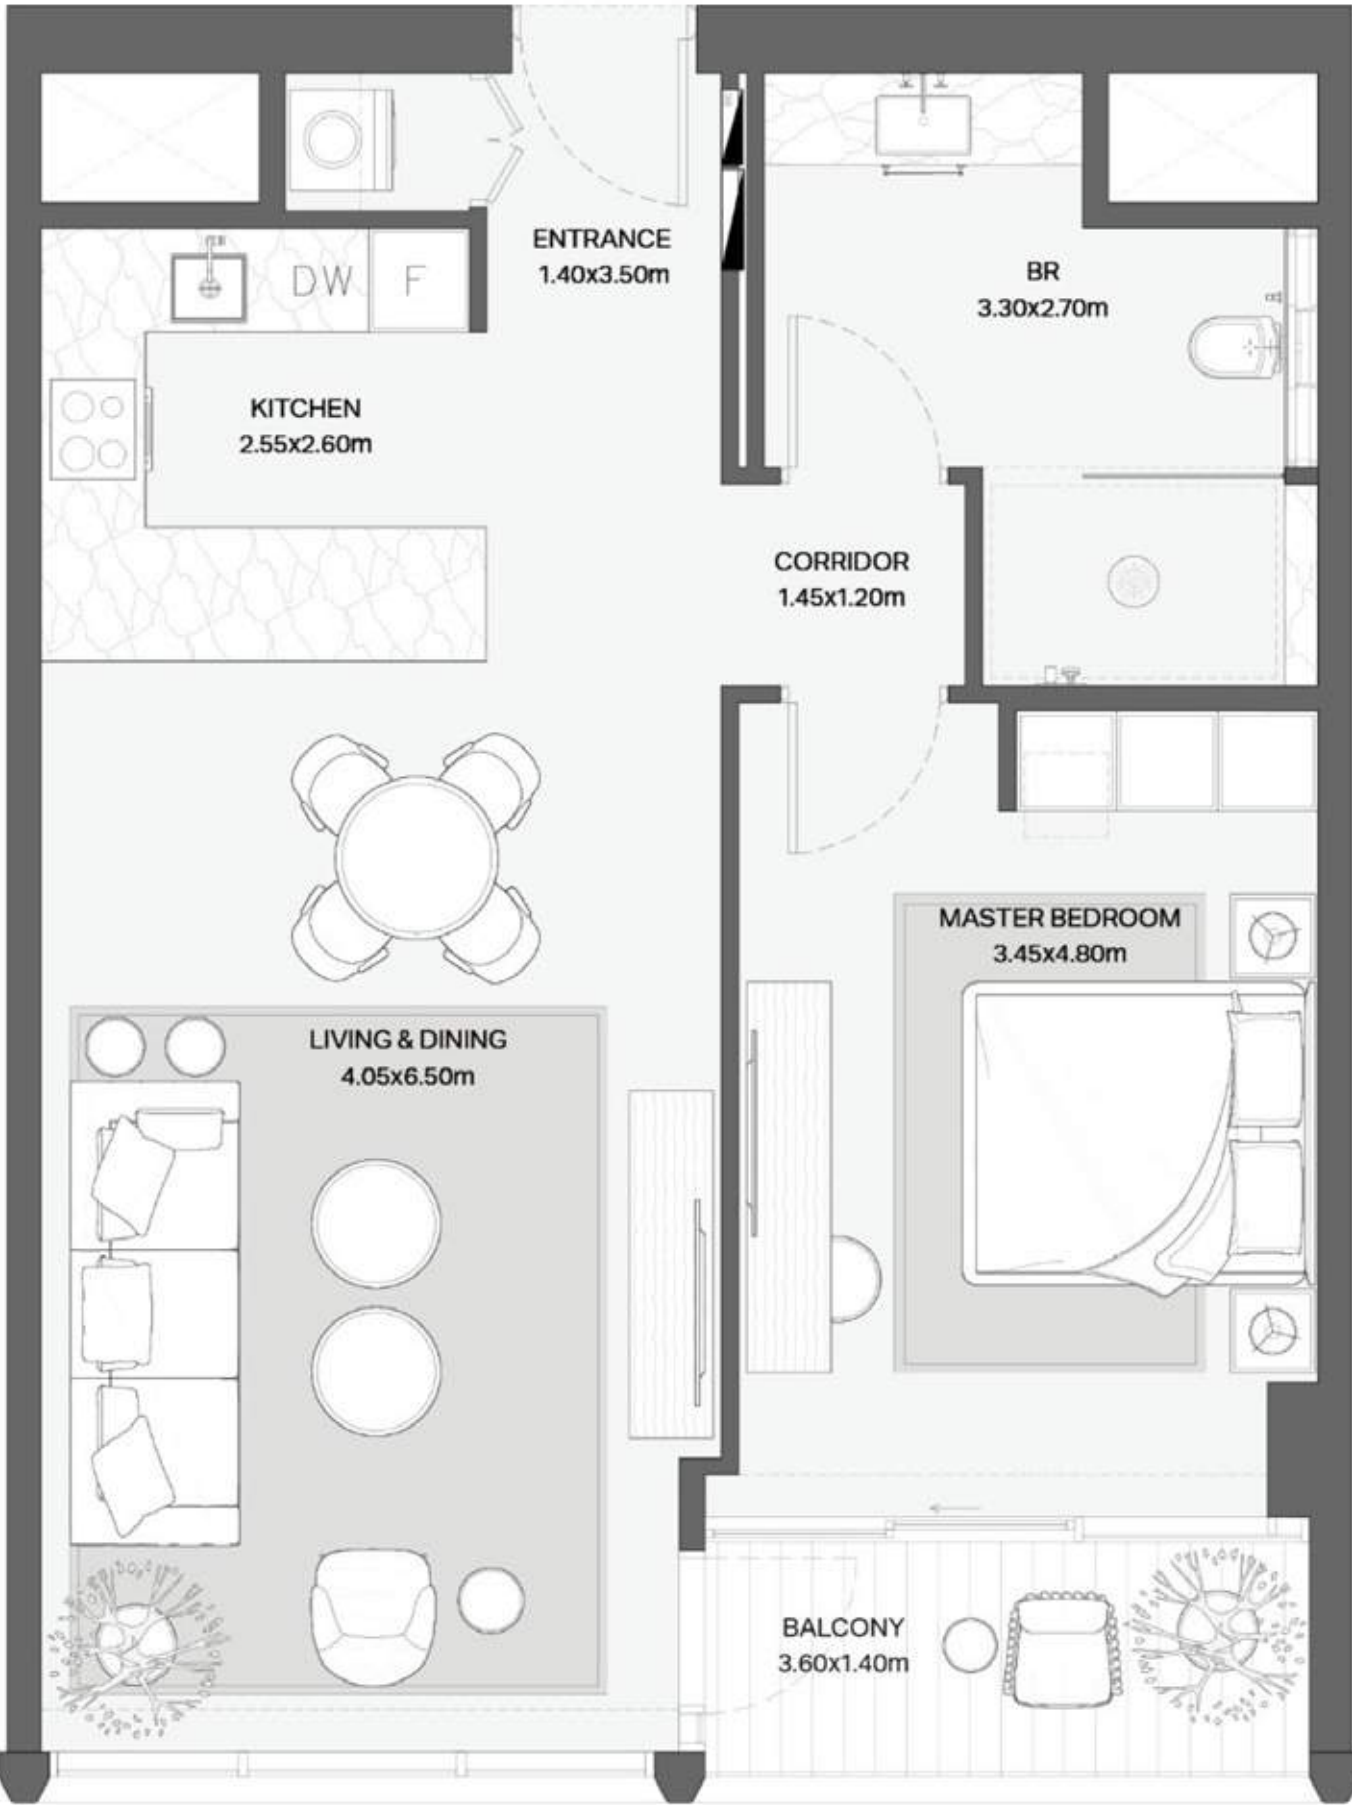 ENTRANCE
1.40x3.50m
BR
3.30x2.70m
DW
F
KITCHEN
2.55x2.60m
CORRIDOR
1.45x1.20m
MASTER BEDROOM
3.45x4.80m
LIVING & DINING
4.05x6.50m
BALCONY
3.60x1.40m